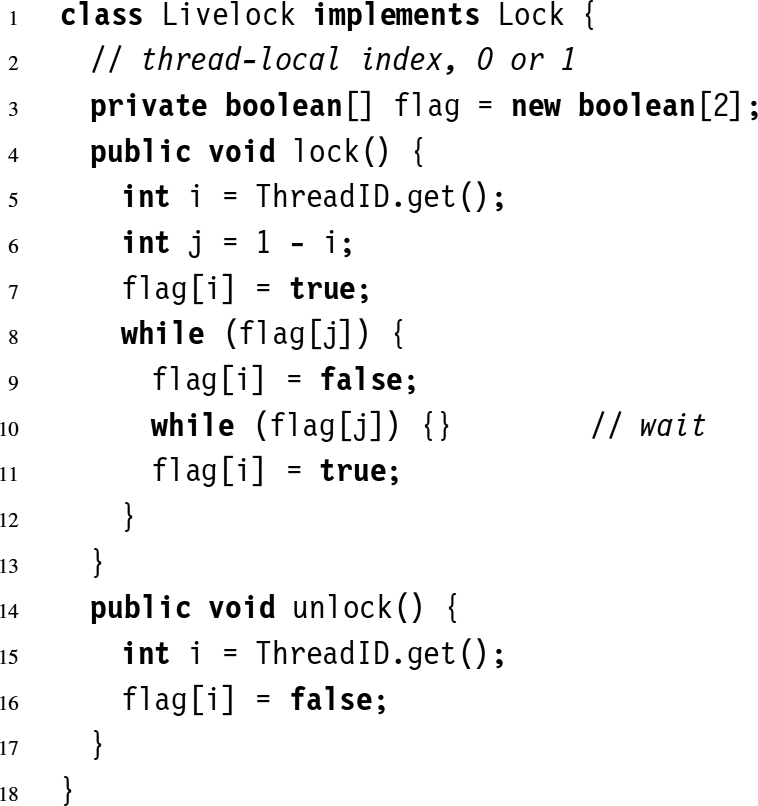 1 class Livelock implements Lock {
2 // thread-local index, 0 or 1
3 private boolean[] flag = new boolean[2];
4 public void lock() {
5 int i = ThreadID.get();
6 int j = 1 - i;
7 flag[i] = true;
8 while (flag[j]) {
9 flag[i] = false;
10 while (flag[j]) {} // wait
11 flag[i] = true;
12 }
13 }
14 public void unlock() {
15 int i = ThreadID.get();
16 flag[i] = false;
17 }
18 }